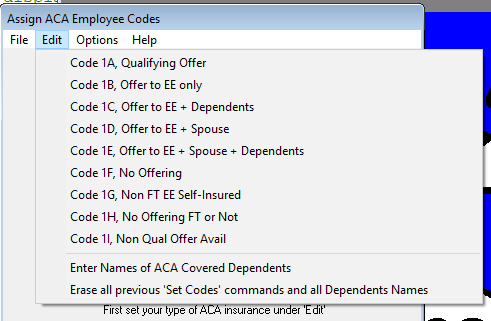 Assign ACA Employee Codes
File Edit Options Help
Code 1A, Qualifying Offer
Code 1B, Offer to EE only
Code 1C, Offer to EE + Dependents
Code 1D, Offer to EE + Spouse
Code 1E, Offer to EE + Spouse + Dependents
Code 1F, No Offering
Code 1G, Non FT EE Self-Insured
Code 1H, No Offering FT or Not
Code 1I, Non Qual Offer Avail
Enter Names of ACA Covered Dependents
Erase all previous 'Set Codes' commands and all Dependents Names
First set your type of ACA insurance under 'Edit'